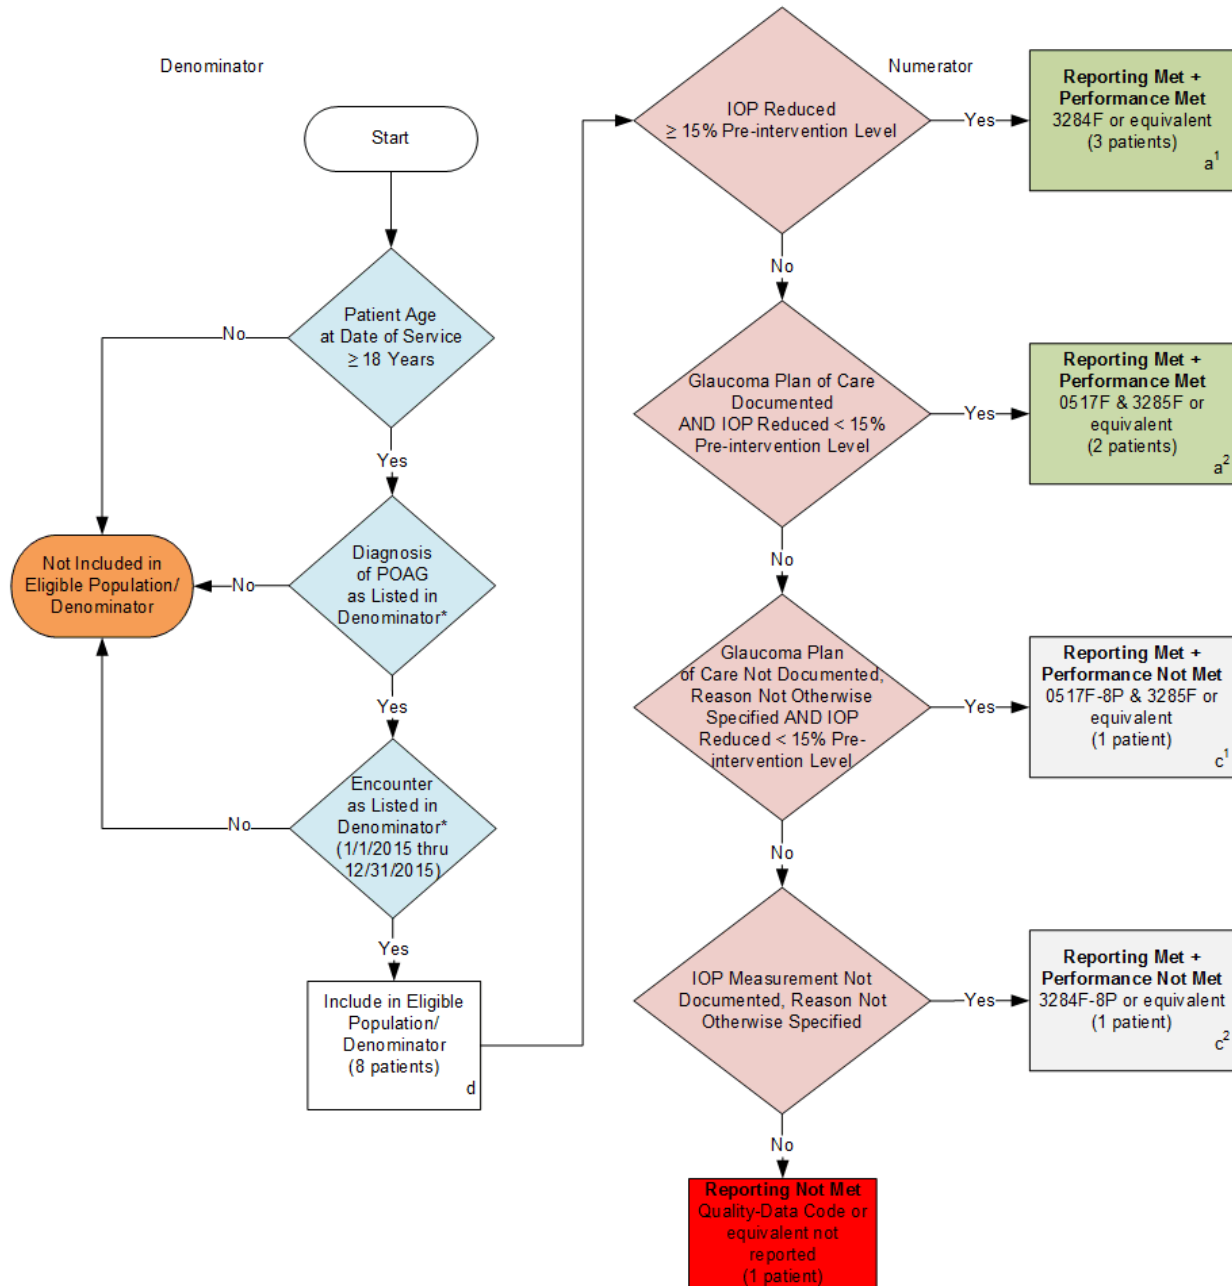 Denominator
Start
Patient Age
at Date of Service
≥ 18 Years
No
Yes
Diagnosis
of POAG
as Listed in
Denominator*
No
Not Included in
Eligible Population/
Denominator
Yes
Encounter
as Listed in
Denominator*
(1/1/2015 thru
12/31/2015)
No
Yes
Include in Eligible
Population/
Denominator
(8 patients)
d
Numerator
IOP Reduced
≥ 15% Pre-intervention Level
Yes
Reporting Met +
Performance Met
3284F or equivalent
(3 patients)
a¹
No
Glaucoma Plan of Care
Documented
AND IOP Reduced < 15%
Pre-intervention Level
Yes
Reporting Met +
Performance Met
0517F & 3285F or
equivalent
(2 patients)
a²
No
Glaucoma Plan
of Care Not Documented,
Reason Not Otherwise
Specified AND IOP
Reduced < 15% Pre-
intervention Level
Yes
Reporting Met +
Performance Not Met
0517F-8P & 3285F or
equivalent
(1 patient)
c¹
No
IOP Measurement Not
Documented, Reason Not
Otherwise Specified
Yes
Reporting Met +
Performance Not Met
3284F-8P or equivalent
(1 patient)
c²
No
Reporting Not Met
Quality-Data Code or
equivalent not
reported
(1 patient)